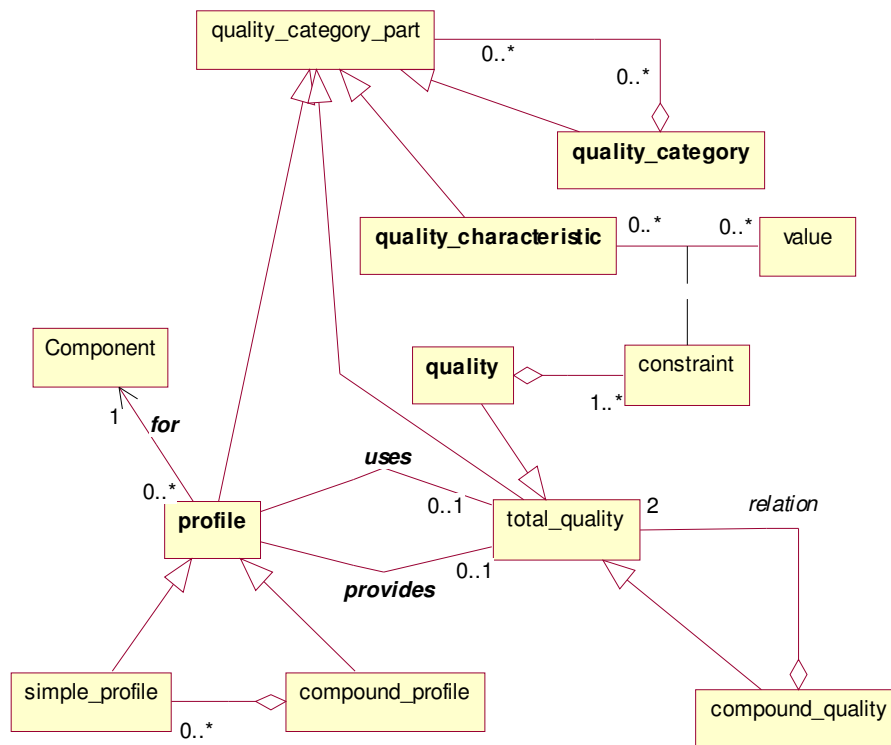 quality_category_part
0..*
0..*
quality_category
quality_characteristic
0..*
0..*
value
Component
quality
constraint
1..*
1
for
uses
0..*
0..1
2
relation
profile
total_quality
0..1
provides
simple_profile
compound_profile
0..*
compound_quality